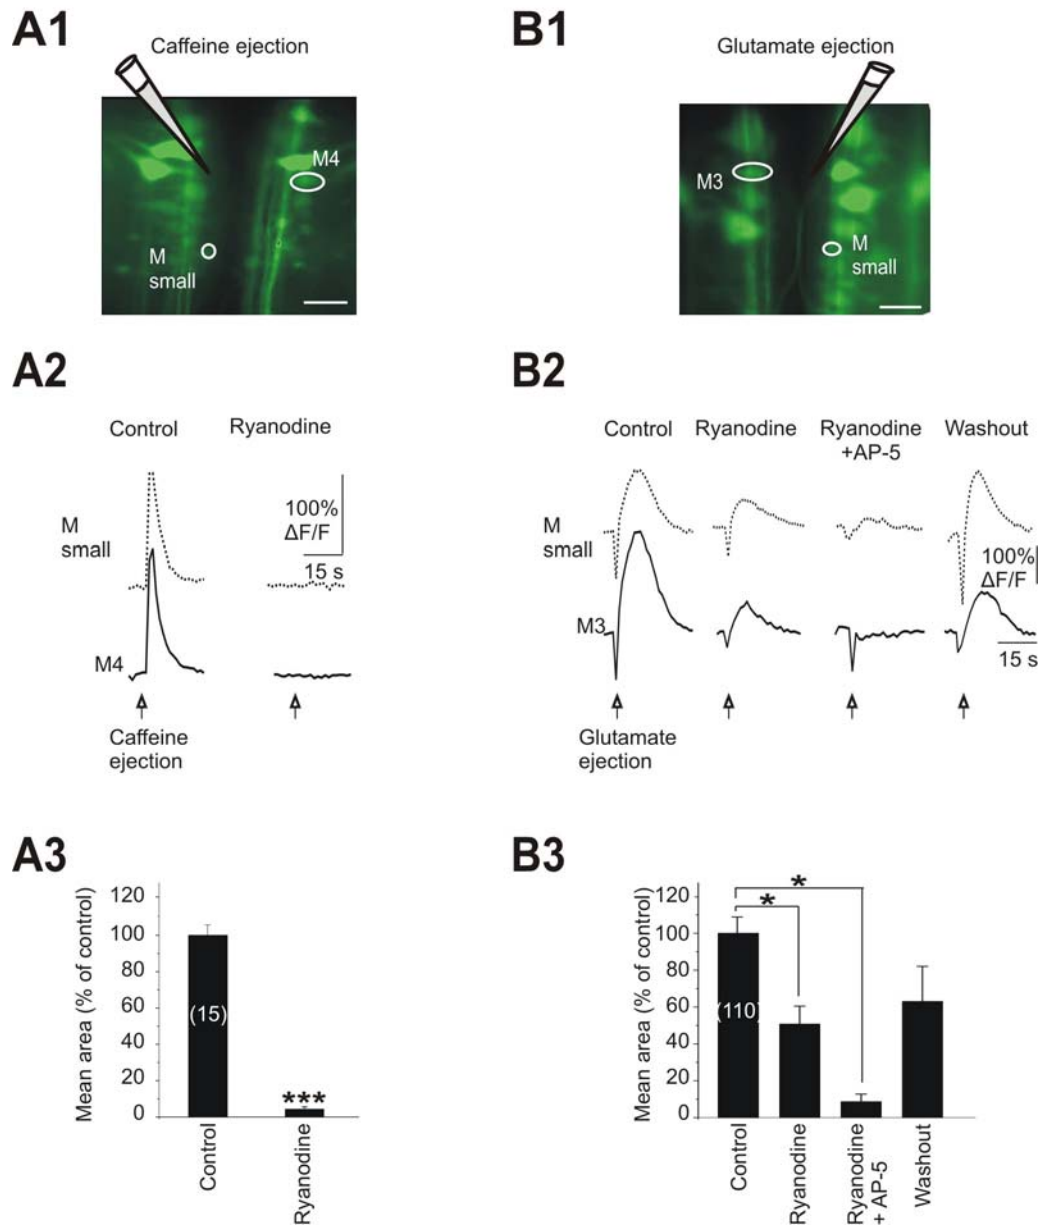 A1
Caffeine ejection
M4
M
small
B1
Glutamate ejection
M3
M
small
A2
Control
Ryanodine
100%
ΔF/F
15 s
M
small
M4
Caffeine
ejection
B2
Control
Ryanodine
Ryanodine
+AP-5
Washout
M
small
100%
ΔF/F
M3
15 s
Glutamate
ejection
A3
Mean area (% of control)
120
100
80
60
40
20
0
(15)
***
Control
Ryanodine
B3
Mean area (% of control)
120
100
80
60
40
20
0
*
*
(110)
Control
Ryanodine
Ryanodine
+ AP-5
Washout